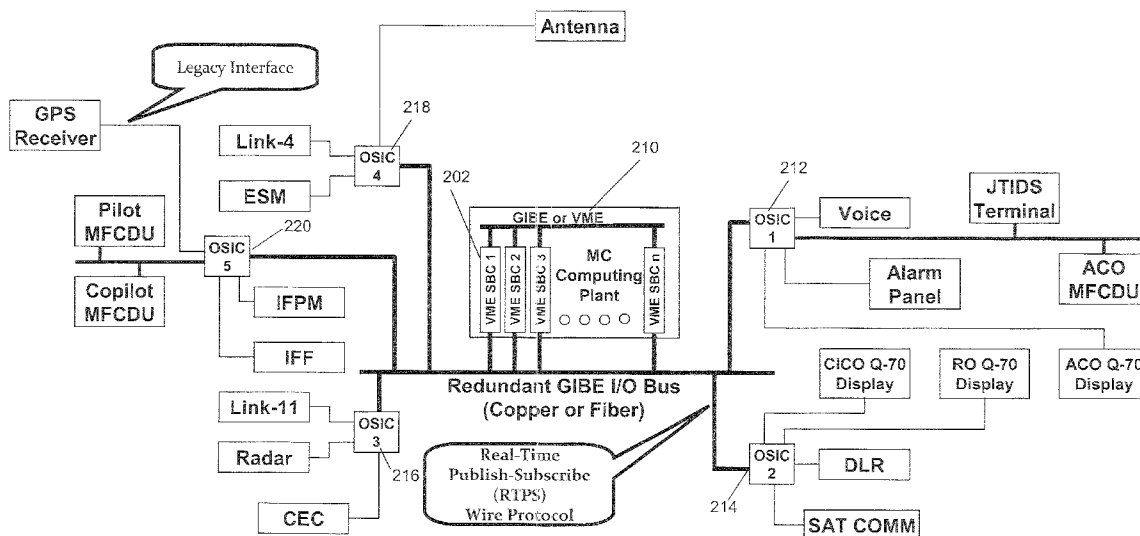 Antenna
Legacy Interface
GPS
Receiver
218
Link-4
OSIC
4
ESM
210
202
GIBE or VME
VME SBC 1
VME SBC 2
VME SBC 3
MC
Computing
Plant
VME SBC n
212
OSIC
1
Voice
JTIDS
Terminal
Alarm
Panel
ACO
MFCDU
Pilot
MFCDU
OSIC
5
220
Copilot
MFCDU
IFPM
IFF
CiCO Q-70
Display
RO Q-70
Display
ACO Q-70
Display
Redundant GIBE I/O Bus
(Copper or Fiber)
Link-11
OSIC
3
Radar
216
CEC
Real-Time
Publish-Subscribe
(RTPS)
Wire Protocol
OSIC
2
214
DLR
SAT COMM